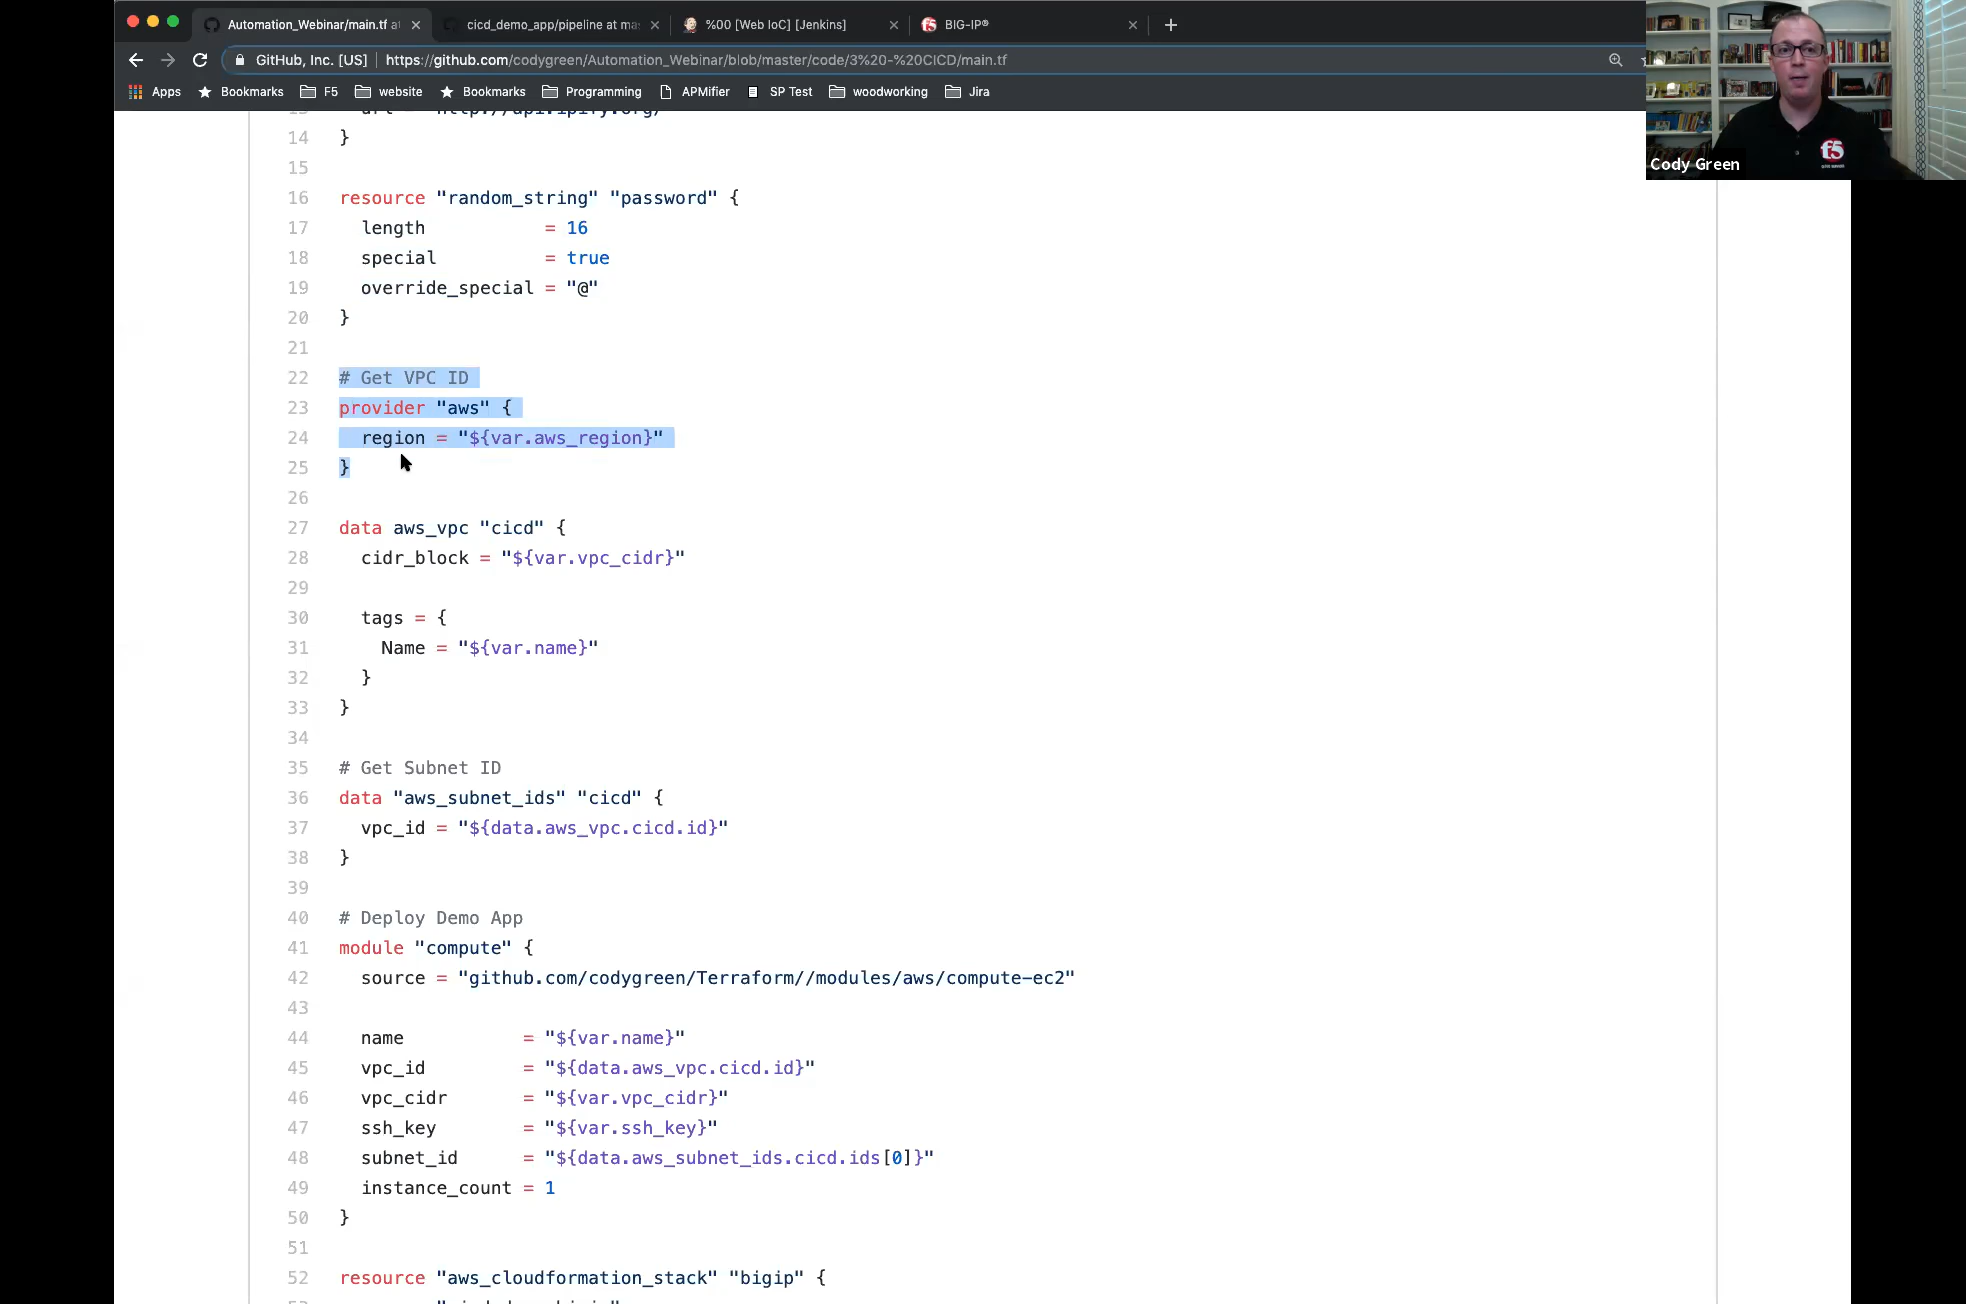 Automation_Webinar/main.tf at
cicd_demo_app/pipeline at mas
%00 [Web IoC] [Jenkins]
BIG-IP®
GitHub, Inc. [US] | https://github.com/codygreen/Automation_Webinar/blob/master/code/3%20-%20CICD/main.tf
Apps Bookmarks F5 website Bookmarks Programming APMifier SP Test woodworking Jira
f5
Cody Green
14 }
15
16 resource "random_string" "password" {
17 length = 16
18 special = true
19 override_special = "@"
20 }
21
22 # Get VPC ID
23 provider "aws" {
24 region = "${var.aws_region}"
25 }
26
27 data aws_vpc "cicd" {
28 cidr_block = "${var.vpc_cidr}"
29
30 tags = {
31 Name = "${var.name}"
32 }
33 }
34
35 # Get Subnet ID
36 data "aws_subnet_ids" "cicd" {
37 vpc_id = "${data.aws_vpc.cicd.id}"
38 }
39
40 # Deploy Demo App
41 module "compute" {
42 source = "github.com/codygreen/Terraform//modules/aws/compute-ec2"
43
44 name = "${var.name}"
45 vpc_id = "${data.aws_vpc.cicd.id}"
46 vpc_cidr = "${var.vpc_cidr}"
47 ssh_key = "${var.ssh_key}"
48 subnet_id = "${data.aws_subnet_ids.cicd.ids[0]}"
49 instance_count = 1
50 }
51
52 resource "aws_cloudformation_stack" "bigip" {